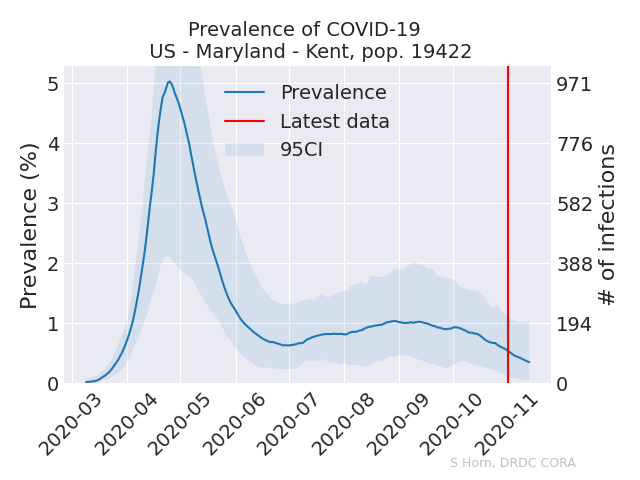 Prevalence of COVID-19
US - Maryland - Kent, pop. 19422
Prevalence (%)
5
4
3
2
1
0
Prevalence
Latest data
95CI
971
776
582
388
194
0
# of infections
2020-03
2020-04
2020-05
2020-06
2020-07
2020-08
2020-09
2020-10
2020-11
S Horn, DRDC CORA